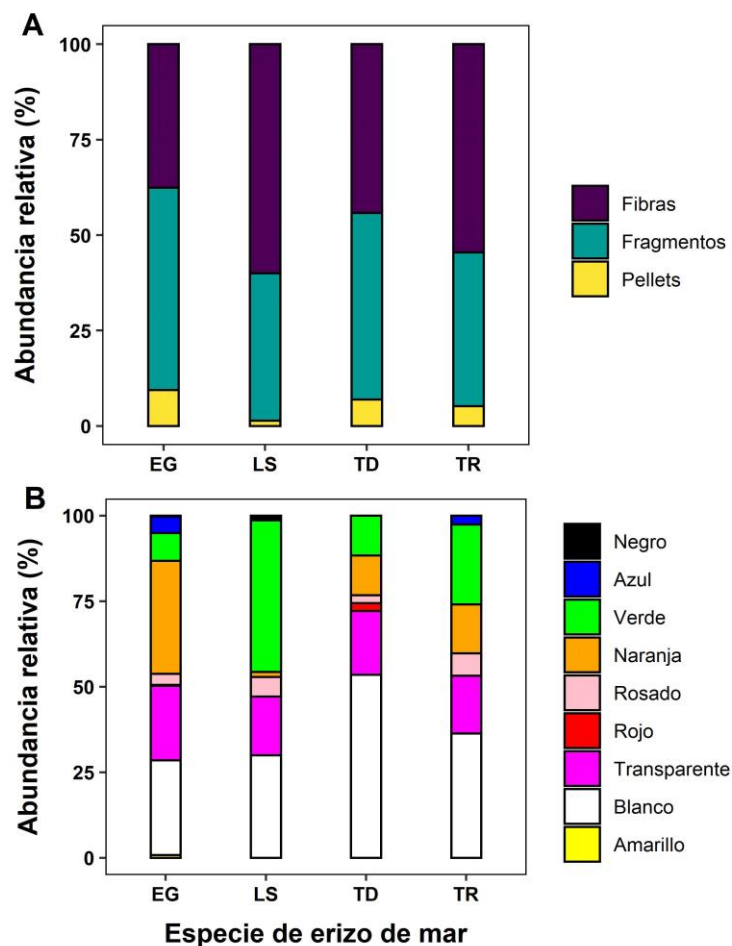 A
Abundancia relativa (%)
100
75
50
25
0
EG LS TD TR
Fibras
Fragmentos
Pellets
B
Abundancia relativa (%)
100
75
50
25
0
EG LS TD TR
Especie de erizo de mar
Negro
Azul
Verde
Naranja
Rosado
Rojo
Transparente
Blanco
Amarillo